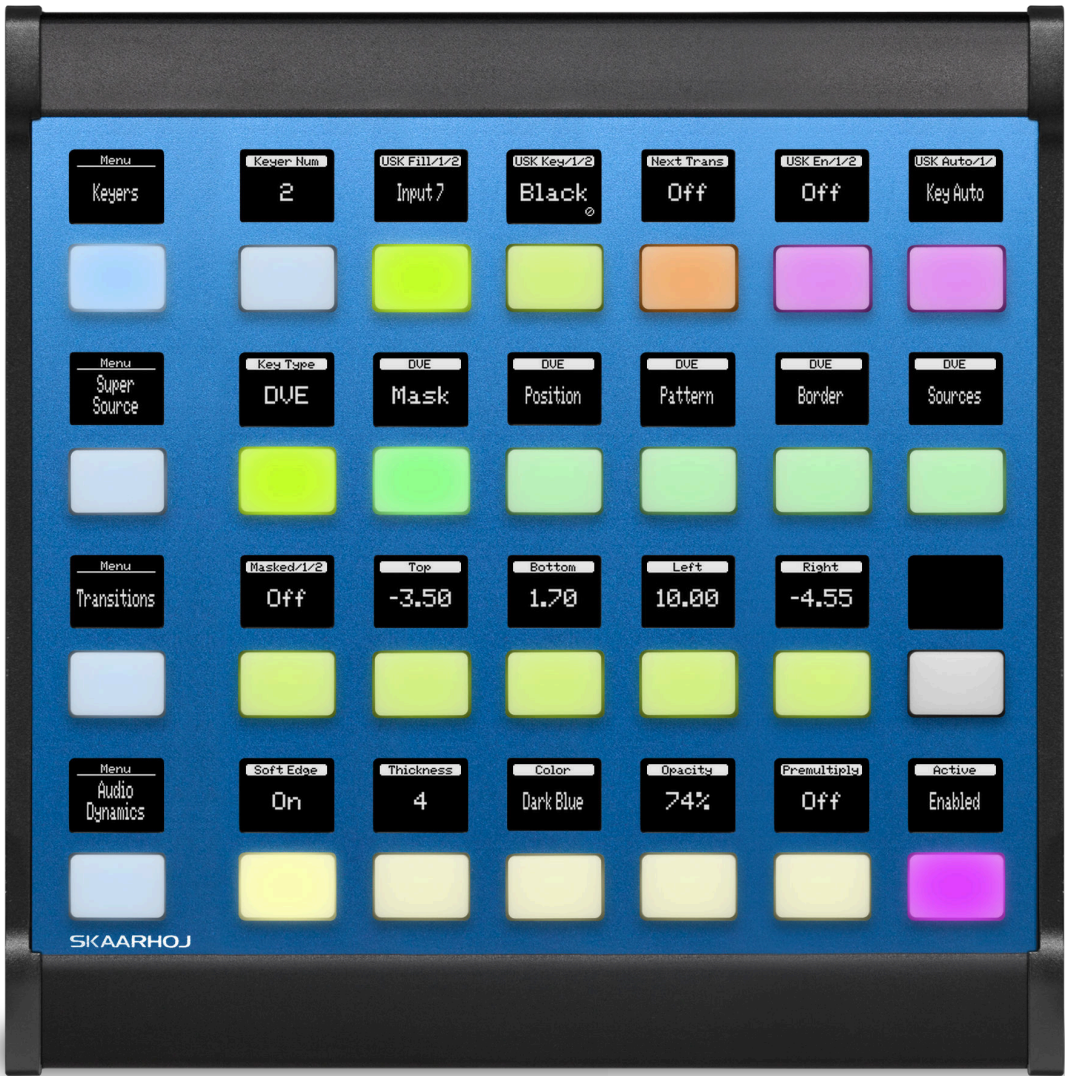 Menu
Keyers
Keyer Num
2
USK Fill/1/2
Input 7
USK Key/1/2
Black
Next Trans
Off
USK En/1/2
Off
USK Auto/1/
Key Auto
Menu
Super
Source
Key Type
DVE
DVE
Mask
DVE
Position
DVE
Pattern
DVE
Border
DVE
Sources
Menu
Transitions
Masked/1/2
Off
Top
-3.50
Bottom
1.70
Left
10.00
Right
-4.55
Menu
Audio
Dynamics
Soft Edge
On
Thickness
4
Color
Dark Blue
Opacity
74%
Premultiply
Off
Active
Enabled
SKAARHOJ